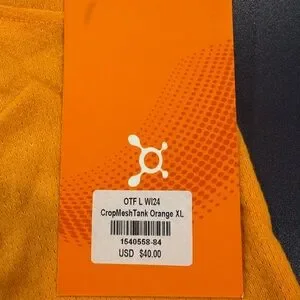 OTF L WI24
CropMeshTank Orange XL
1540558-84
USD $40.00